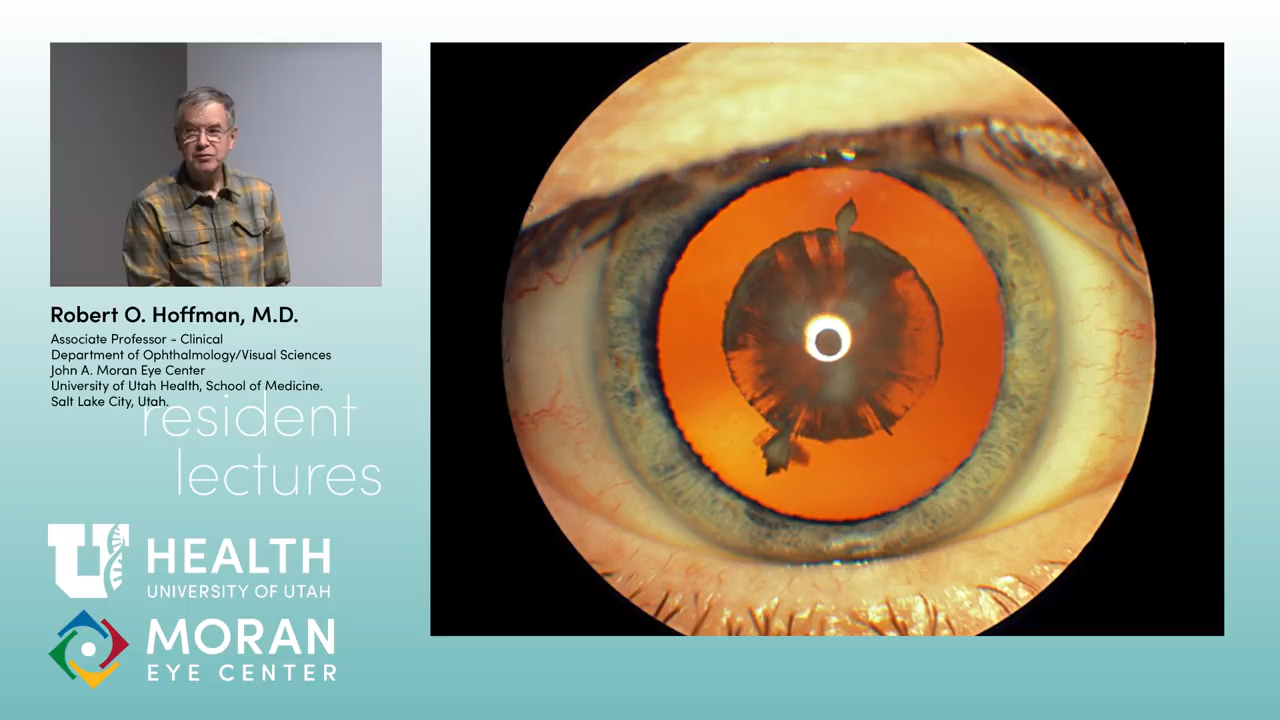 Robert O. Hoffman, M.D.
Associate Professor - Clinical
Department of Ophthalmology/Visual Sciences
John A. Moran Eye Center
University of Utah Health, School of Medicine.
Salt Lake City, Utah.
resident
lectures
U HEALTH
UNIVERSITY OF UTAH
MORAN
EYE CENTER